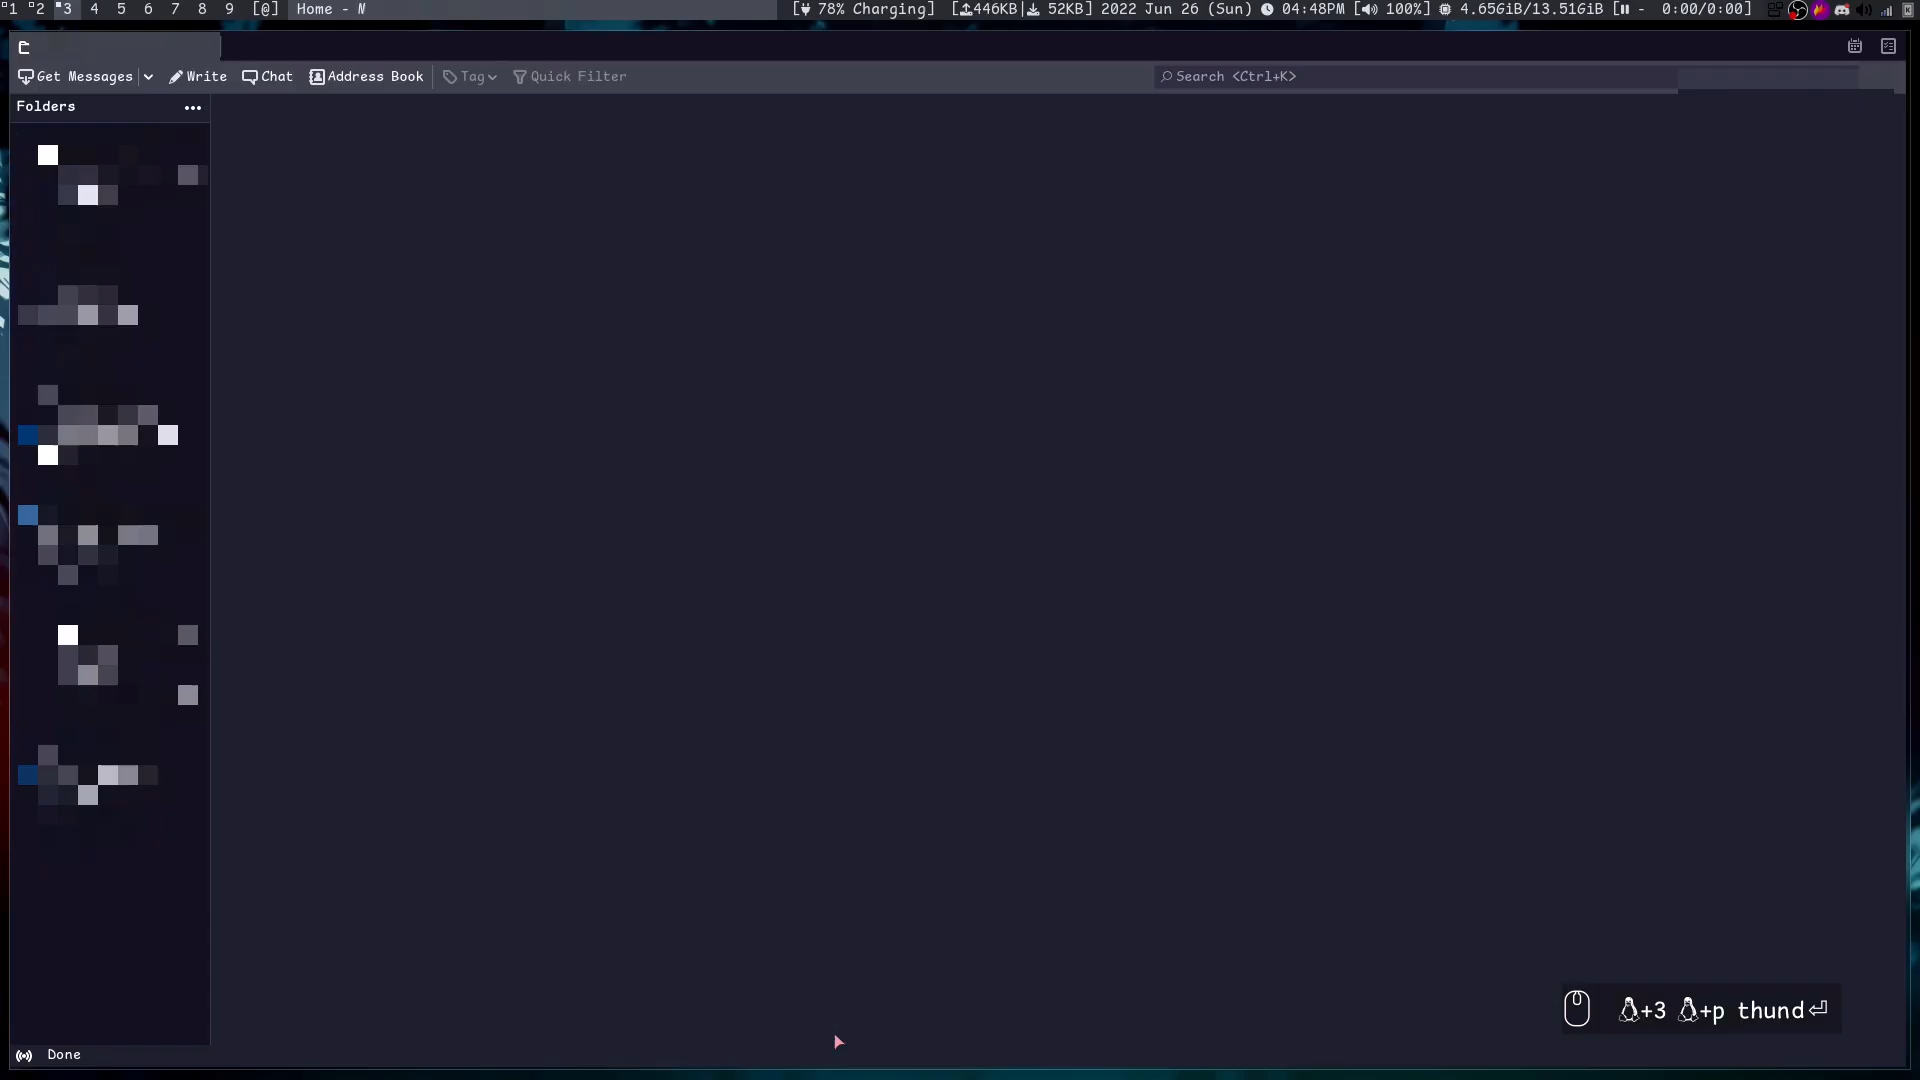 1 2 3 4 5 6 7 8 9 [@] Home - N [ 78% Charging] [446KB| 52KB] 2022 Jun 26 (Sun) 04:48PM [ 100%] 4.65GiB/13.51GiB [ - 0:00/0:00]
Get Messages Write Chat Address Book Tag Quick Filter Search <Ctrl+K>
Folders
+3 +p thund
Done